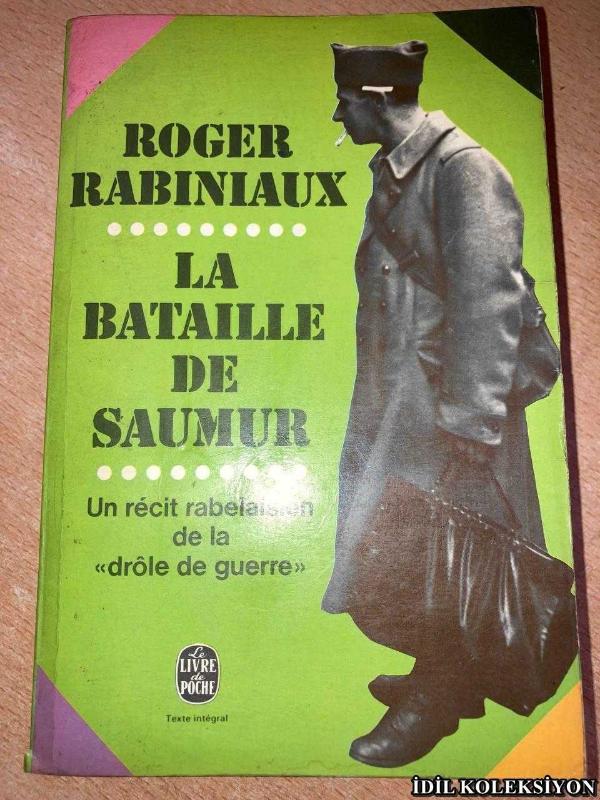 ROGER
RABINIAUX
LA
BATAILLE
DE
SAUMUR
Un récit rabelaisien
de la
«drôle de guerre»
Le
LIVRE
de
POCHE
Texte intégral
İDİL KOLEKSİYON